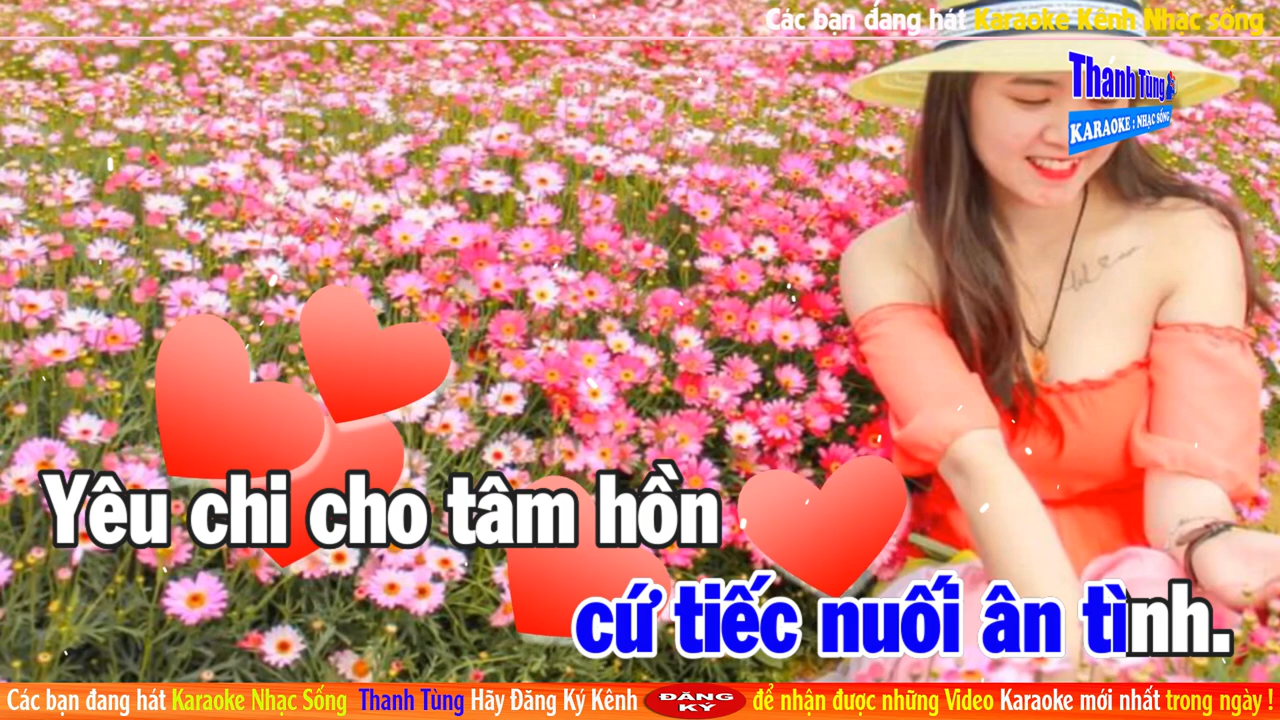 Các bạn đang hát Karaoke Kênh Nhạc sống
Thanh Tùng
KARAOKE : NHẠC SỐNG
Yêu chi cho tâm hồn
cứ tiếc nuối ân tình.
Các bạn đang hát Karaoke Nhạc Sống Thanh Tùng Hãy Đăng Ký Kênh ĐĂNG KÝ để nhận được những Video Karaoke mới nhất trong ngày !